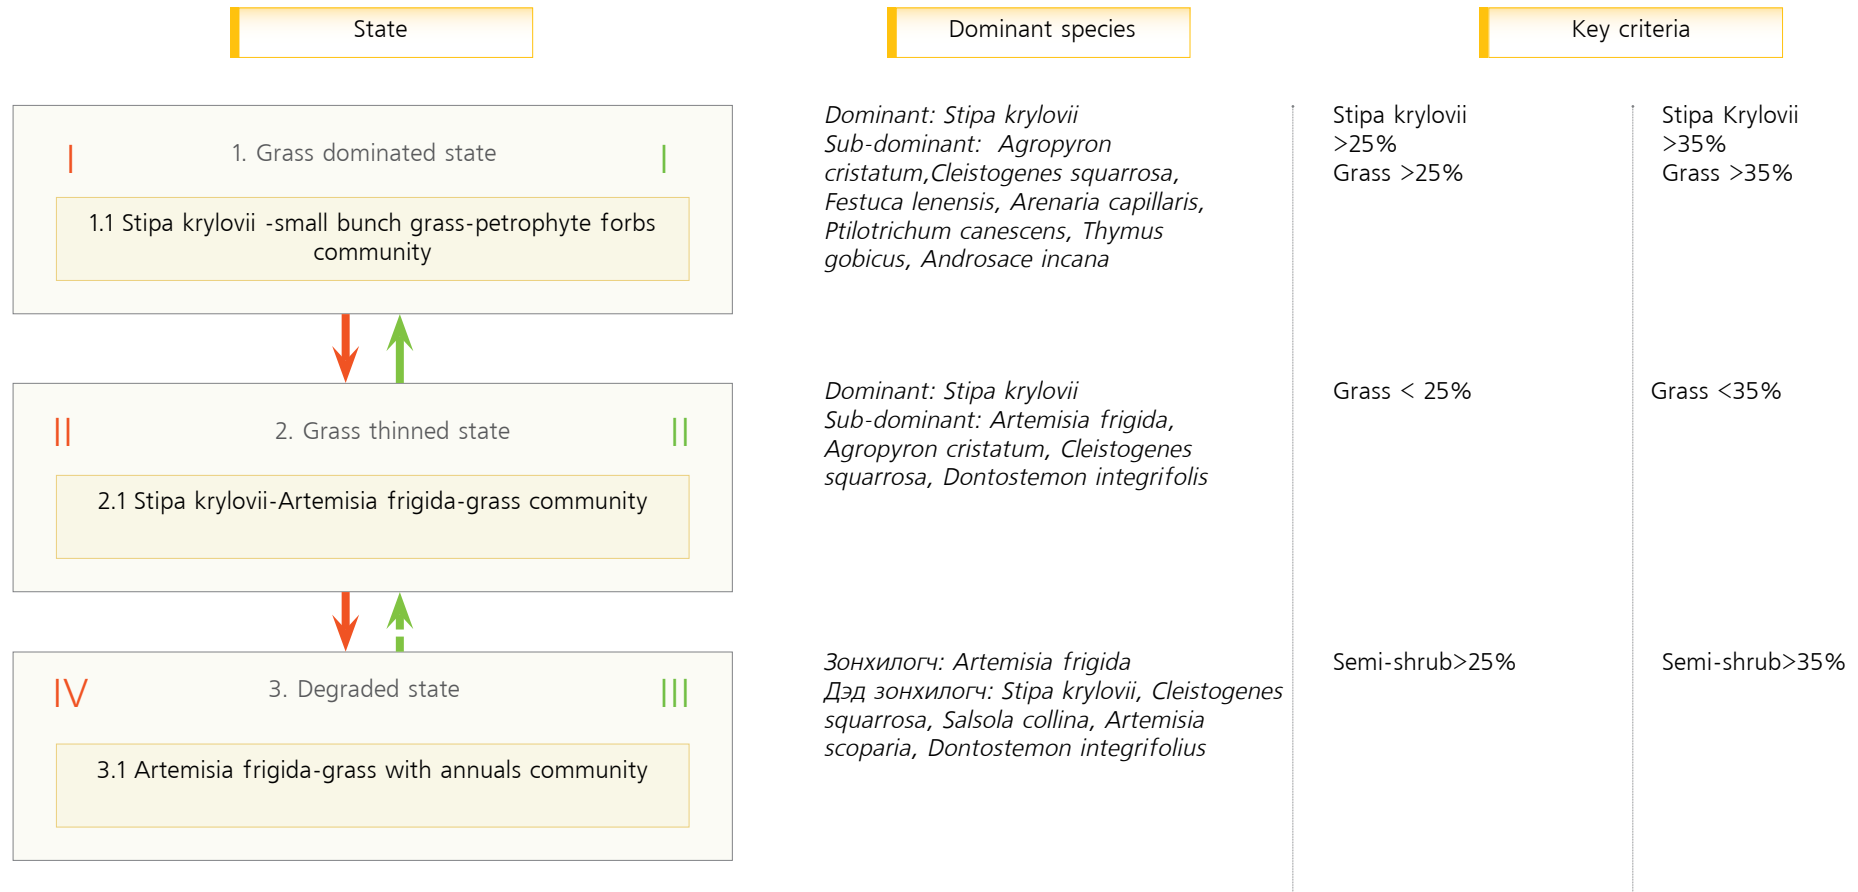 State
Dominant species
Key criteria
I
1. Grass dominated state
I
1.1 Stipa krylovii -small bunch grass-petrophyte forbs
community
Dominant: Stipa krylovii
Sub-dominant:  Agropyron
cristatum,Cleistogenes squarrosa,
Festuca lenensis, Arenaria capillaris,
Ptilotrichum canescens, Thymus
gobicus, Androsace incana
Stipa krylovii
>25%
Grass >25%
Stipa Krylovii
>35%
Grass >35%
II
2. Grass thinned state
II
2.1 Stipa krylovii-Artemisia frigida-grass community
Dominant: Stipa krylovii
Sub-dominant: Artemisia frigida,
Agropyron cristatum, Cleistogenes
squarrosa, Dontostemon integrifolis
Grass < 25%
Grass <35%
IV
3. Degraded state
III
3.1 Artemisia frigida-grass with annuals community
Зонхилогч: Artemisia frigida
Дэд зонхилогч: Stipa krylovii, Cleistogenes
squarrosa, Salsola collina, Artemisia
scoparia, Dontostemon integrifolius
Semi-shrub>25%
Semi-shrub>35%